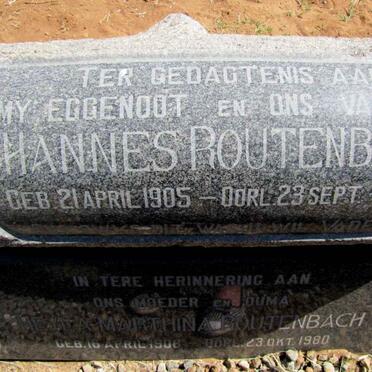 TER GEDAGTENIS AAN
MY EGGENOOT EN ONS VA
HANNES ROUTENB
GEB 21 APRIL 1905 — OORL 23 SEPT
IN TERE HERINNERING AAN
ONS MOEDER EN OUMA
MARTHINA ROUTENBACH
GEB. 16 APRIL 1906 OORL. 23. OKT. 1980